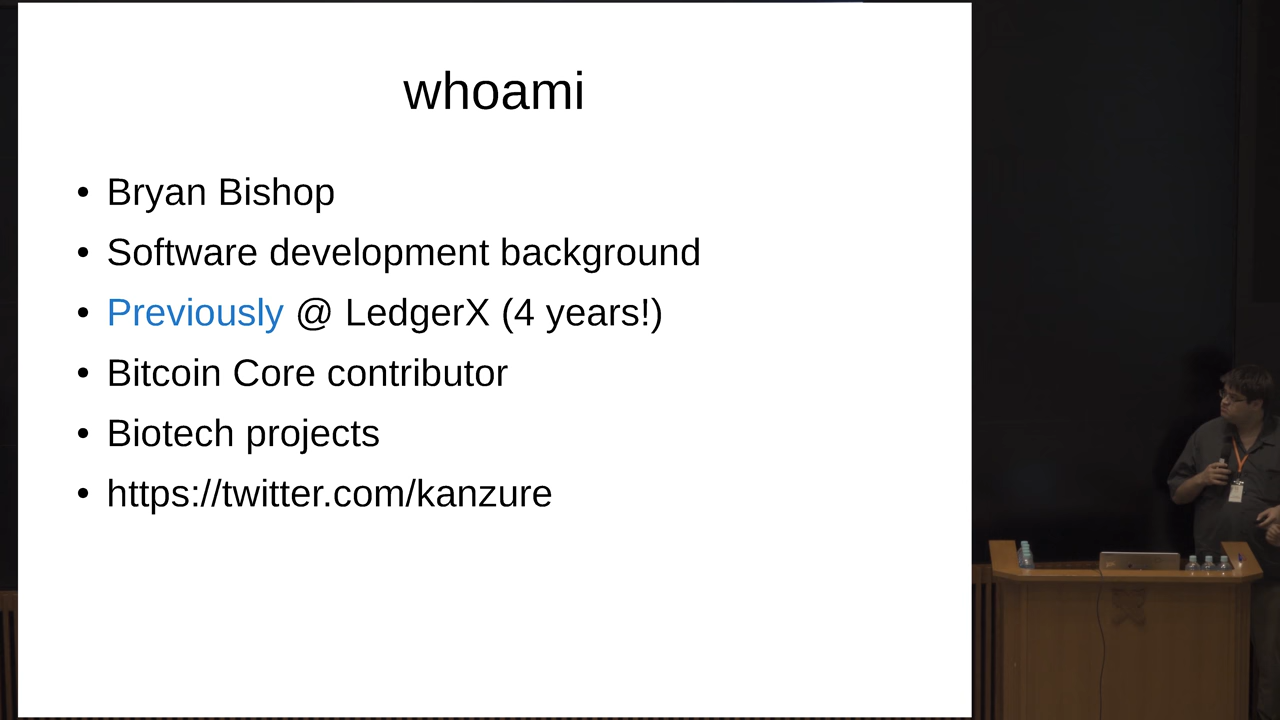 whoami
• Bryan Bishop
• Software development background
• Previously @ LedgerX (4 years!)
• Bitcoin Core contributor
• Biotech projects
• https://twitter.com/kanzure